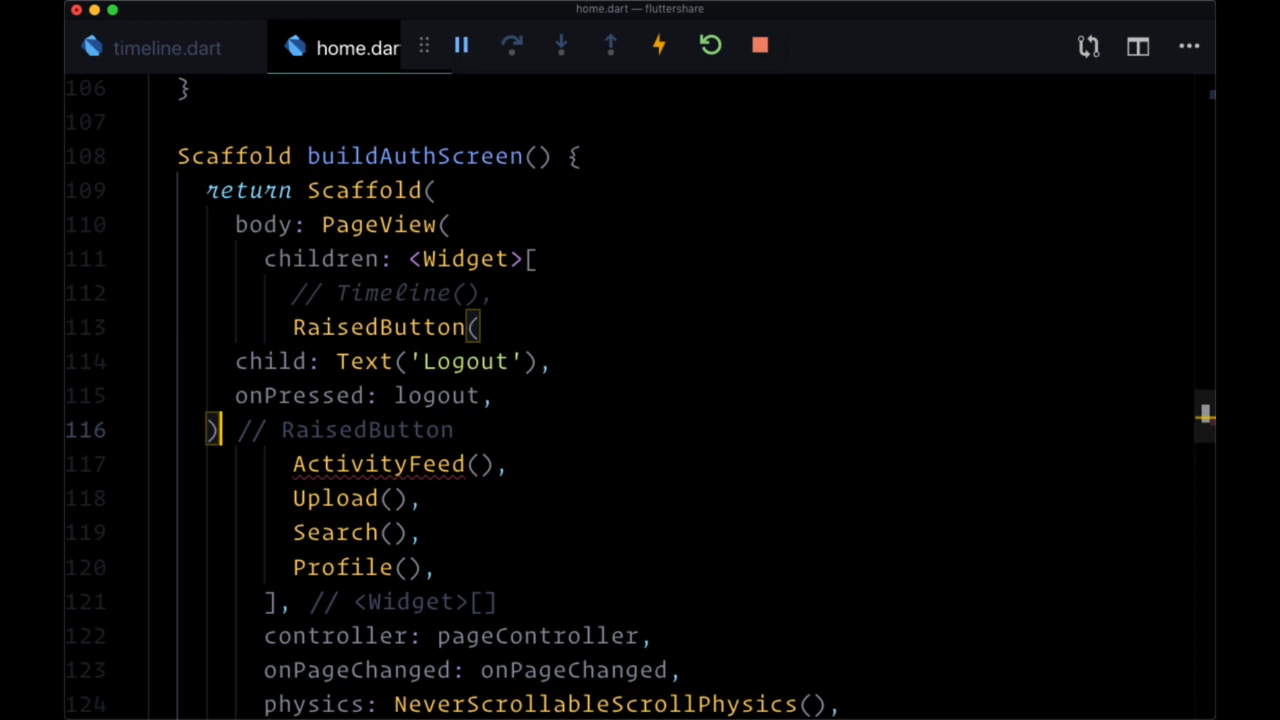 home.dart — fluttershare
timeline.dart
home.dar
106 }
107
108 Scaffold buildAuthScreen() {
109 return Scaffold(
110 body: PageView(
111 children: <Widget>[
112 // Timeline(),
113 RaisedButton(
114 child: Text('Logout'),
115 onPressed: logout,
116 ) // RaisedButton
117 ActivityFeed(),
118 Upload(),
119 Search(),
120 Profile(),
121 ], // <Widget>[]
122 controller: pageController,
123 onPageChanged: onPageChanged,
124 physics: NeverScrollableScrollPhysics(),